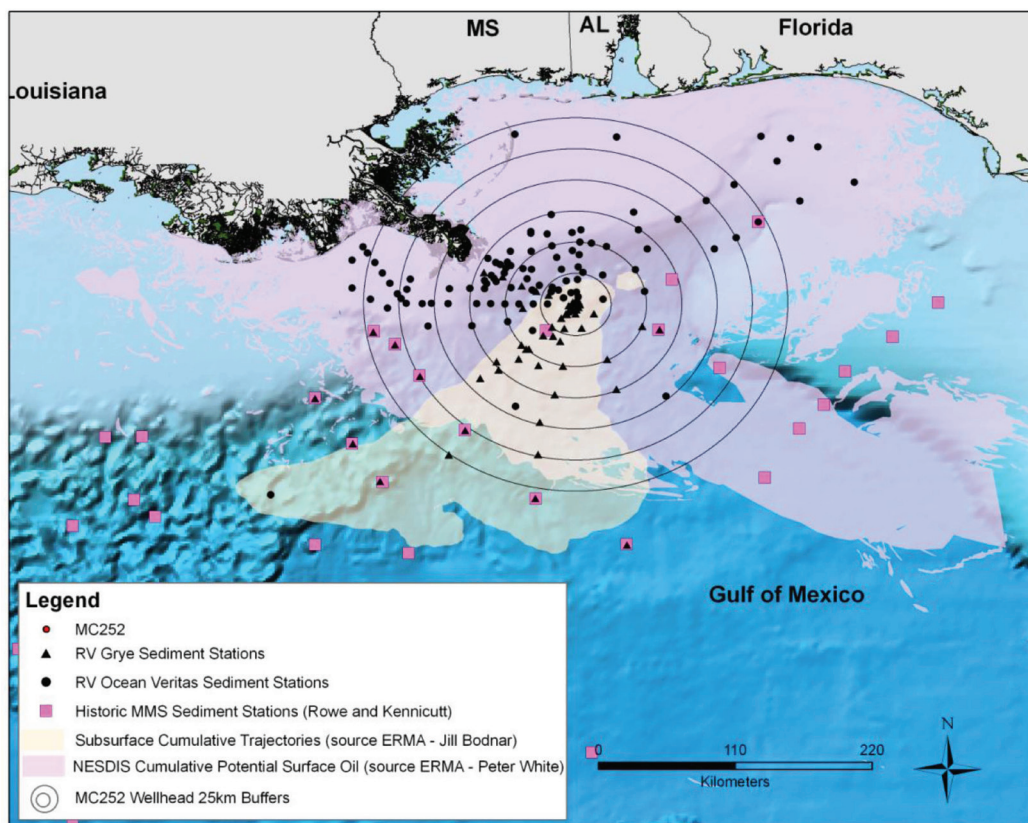 MS
AL
Florida
Louisiana
Gulf of Mexico
Legend
MC252
RV Grye Sediment Stations
RV Ocean Veritas Sediment Stations
Historic MMS Sediment Stations (Rowe and Kennicutt)
Subsurface Cumulative Trajectories (source ERMA - Jill Bodnar)
NESDIS Cumulative Potential Surface Oil (source ERMA - Peter White)
MC252 Wellhead 25km Buffers
0 110 220
Kilometers
N